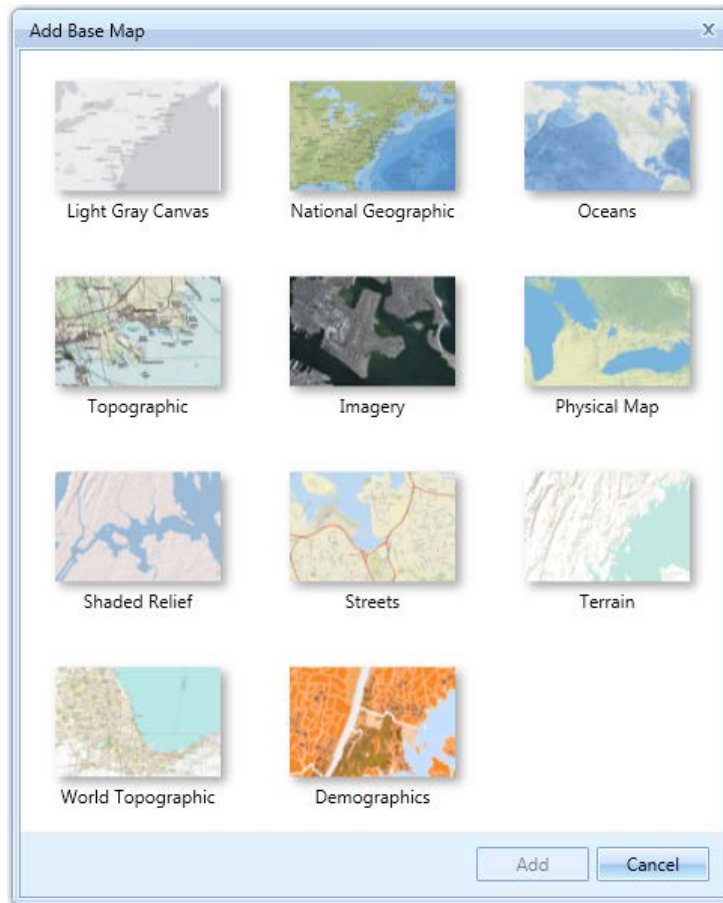 Add Base Map
Light Gray Canvas
National Geographic
Oceans
Topographic
Imagery
Physical Map
Shaded Relief
Streets
Terrain
World Topographic
Demographics
Add
Cancel